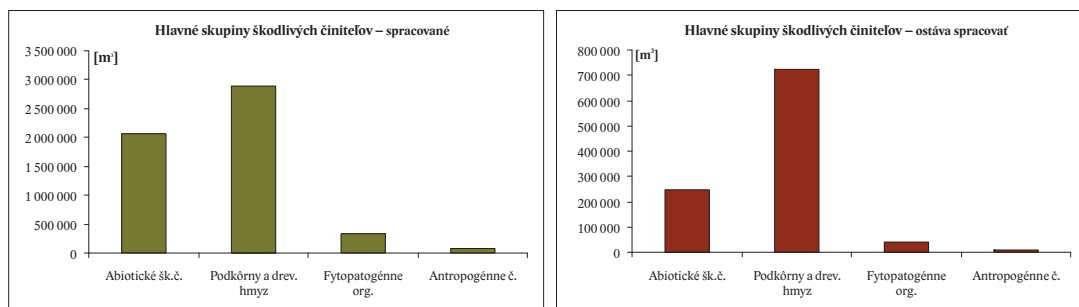 Hlavné skupiny škodlivých činiteľov – spracované
[m³]
3 500 000
3 000 000
2 500 000
2 000 000
1 500 000
1 000 000
500 000
0
Abiotické šk.č.
Podkôrny a drev.
hmyz
Fytopatogénne
org.
Antropogénne č.
Hlavné skupiny škodlivých činiteľov – ostáva spracovať
[m³]
800 000
700 000
600 000
500 000
400 000
300 000
200 000
100 000
0
Abiotické šk.č.
Podkôrny a drev.
hmyz
Fytopatogénne
org.
Antropogénne č.